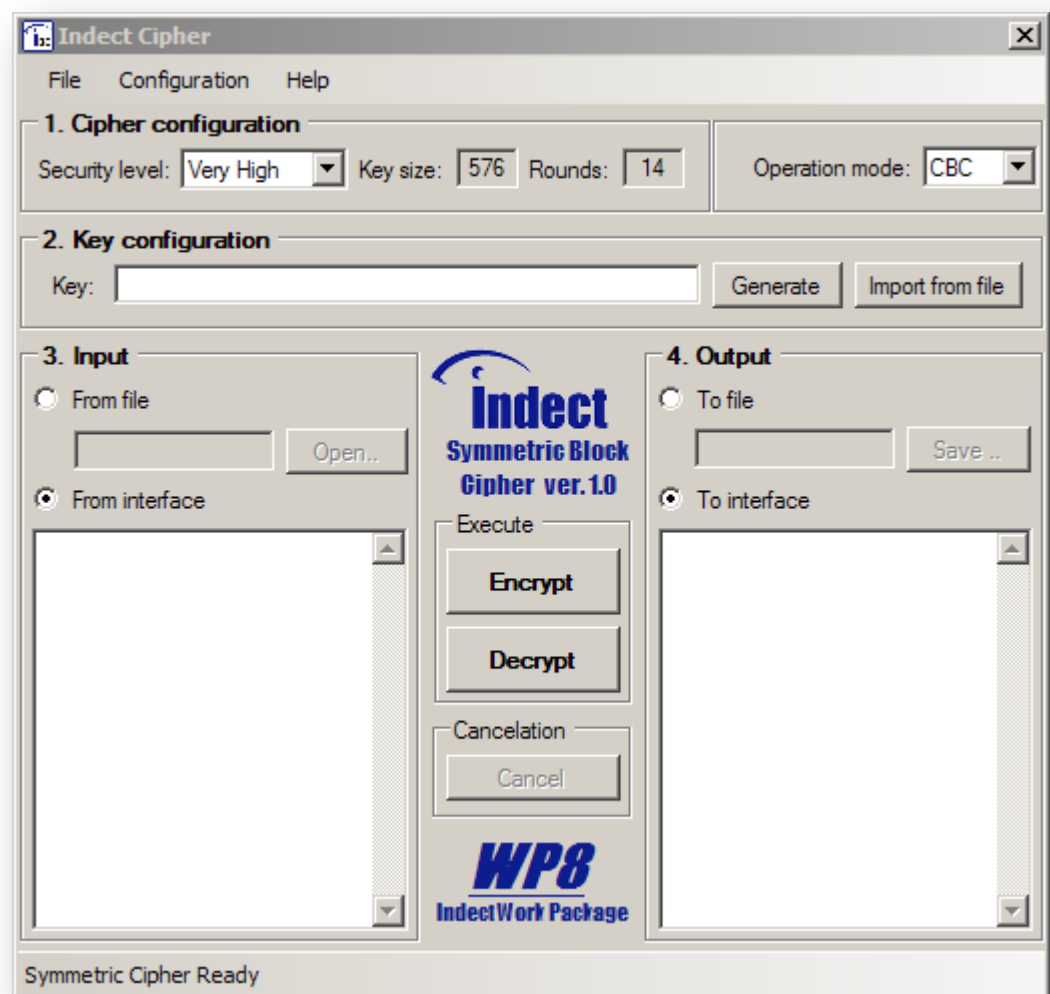 Indect Cipher
File Configuration Help
1. Cipher configuration
Security level: Very High Key size: 576 Rounds: 14 Operation mode: CBC
2. Key configuration
Key: Generate Import from file
3. Input
From file
Open..
From interface
indect
Symmetric Block
Cipher ver. 1.0
Execute
Encrypt
Decrypt
Cancelation
Cancel
WP8
IndectWork Package
4. Output
To file
Save ..
To interface
Symmetric Cipher Ready